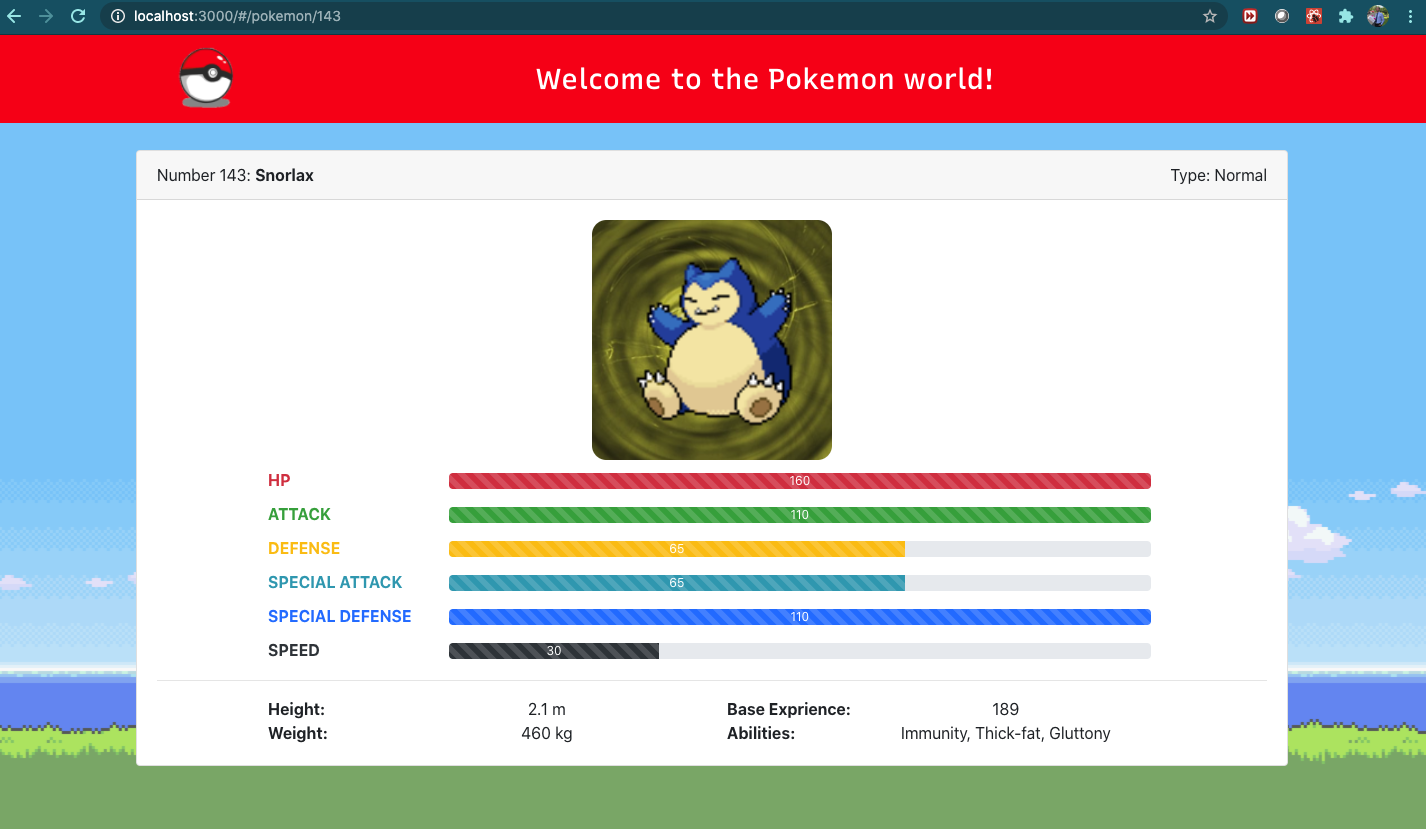 localhost:3000/#/pokemon/143
Welcome to the Pokemon world!
Number 143: Snorlax
Type: Normal
HP 160
ATTACK 110
DEFENSE 65
SPECIAL ATTACK 65
SPECIAL DEFENSE 110
SPEED 30
Height: 2.1 m Base Exprience: 189
Weight: 460 kg Abilities: Immunity, Thick-fat, Gluttony